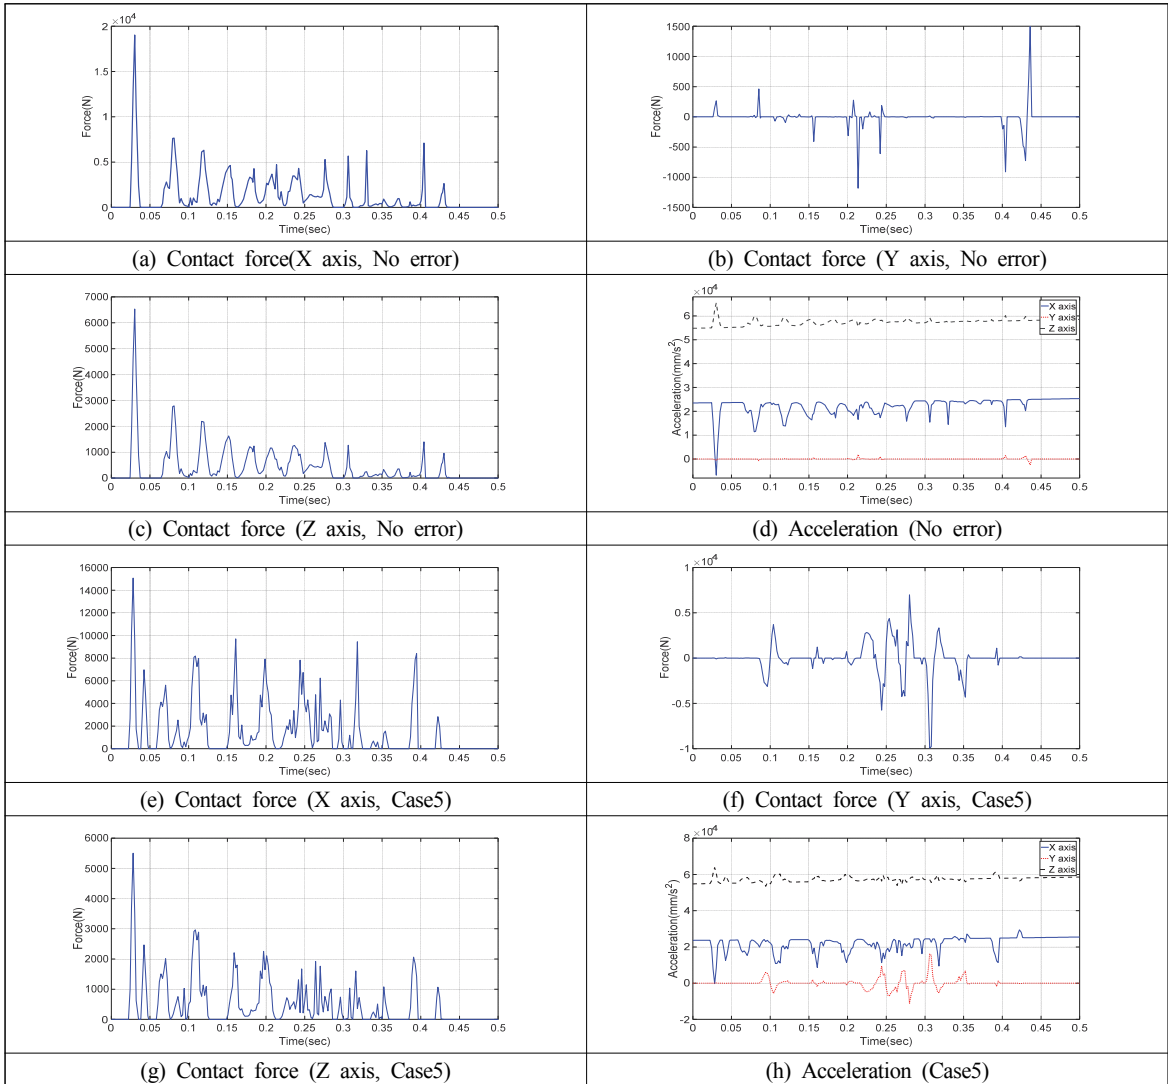 ×10⁴
2
1.5
1
0.5
0
Force(N)
0 0.05 0.1 0.15 0.2 0.25 0.3 0.35 0.4 0.45 0.5
Time(sec)
1500
1000
500
0
-500
-1000
-1500
Force(N)
0 0.05 0.1 0.15 0.2 0.25 0.3 0.35 0.4 0.45 0.5
Time(sec)
(a) Contact force(X axis, No error)
(b) Contact force (Y axis, No error)
7000
6000
5000
4000
3000
2000
1000
0
Force(N)
0 0.05 0.1 0.15 0.2 0.25 0.3 0.35 0.4 0.45 0.5
Time(sec)
×10⁴
6
5
4
3
2
1
0
Acceleration(mm/s²)
X axis
Y axis
Z axis
0 0.05 0.1 0.15 0.2 0.25 0.3 0.35 0.4 0.45 0.5
Time(sec)
(c) Contact force (Z axis, No error)
(d) Acceleration (No error)
16000
14000
12000
10000
8000
6000
4000
2000
0
Force(N)
0 0.05 0.1 0.15 0.2 0.25 0.3 0.35 0.4 0.45 0.5
Time(sec)
×10⁴
1
0.5
0
-0.5
-1
Force(N)
0 0.05 0.1 0.15 0.2 0.25 0.3 0.35 0.4 0.45 0.5
Time(sec)
(e) Contact force (X axis, Case5)
(f) Contact force (Y axis, Case5)
6000
5000
4000
3000
2000
1000
0
Force(N)
0 0.05 0.1 0.15 0.2 0.25 0.3 0.35 0.4 0.45 0.5
Time(sec)
×10⁴
8
6
4
2
0
-2
Acceleration(mm/s²)
X axis
Y axis
Z axis
0 0.05 0.1 0.15 0.2 0.25 0.3 0.35 0.4 0.45 0.5
Time(sec)
(g) Contact force (Z axis, Case5)
(h) Acceleration (Case5)